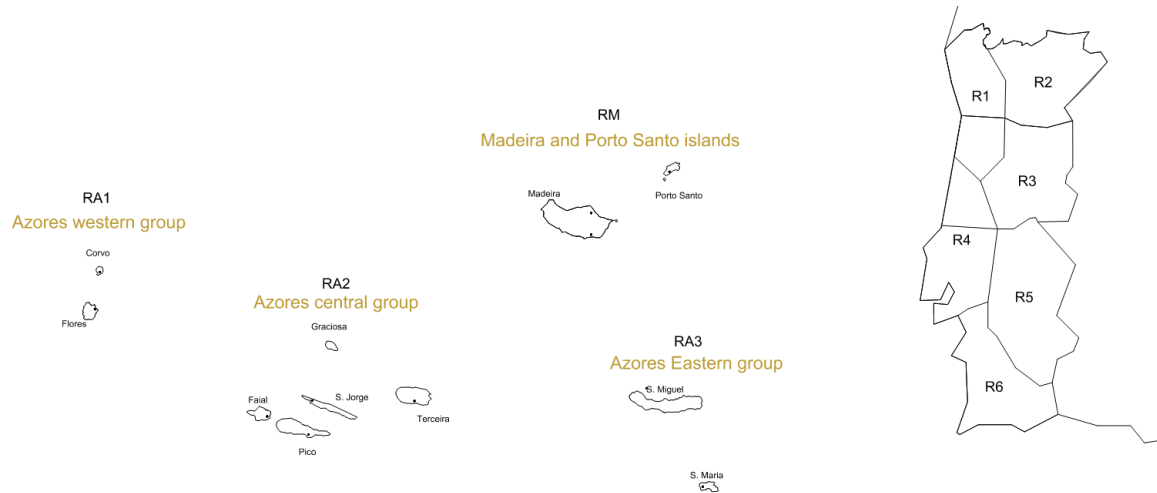 RA1
Azores western group
Corvo
Flores
RA2
Azores central group
Graciosa
Faial
S. Jorge
Terceira
Pico
RM
Madeira and Porto Santo islands
Madeira
Porto Santo
RA3
Azores Eastern group
S. Miguel
S. Maria
R1
R2
R3
R4
R5
R6